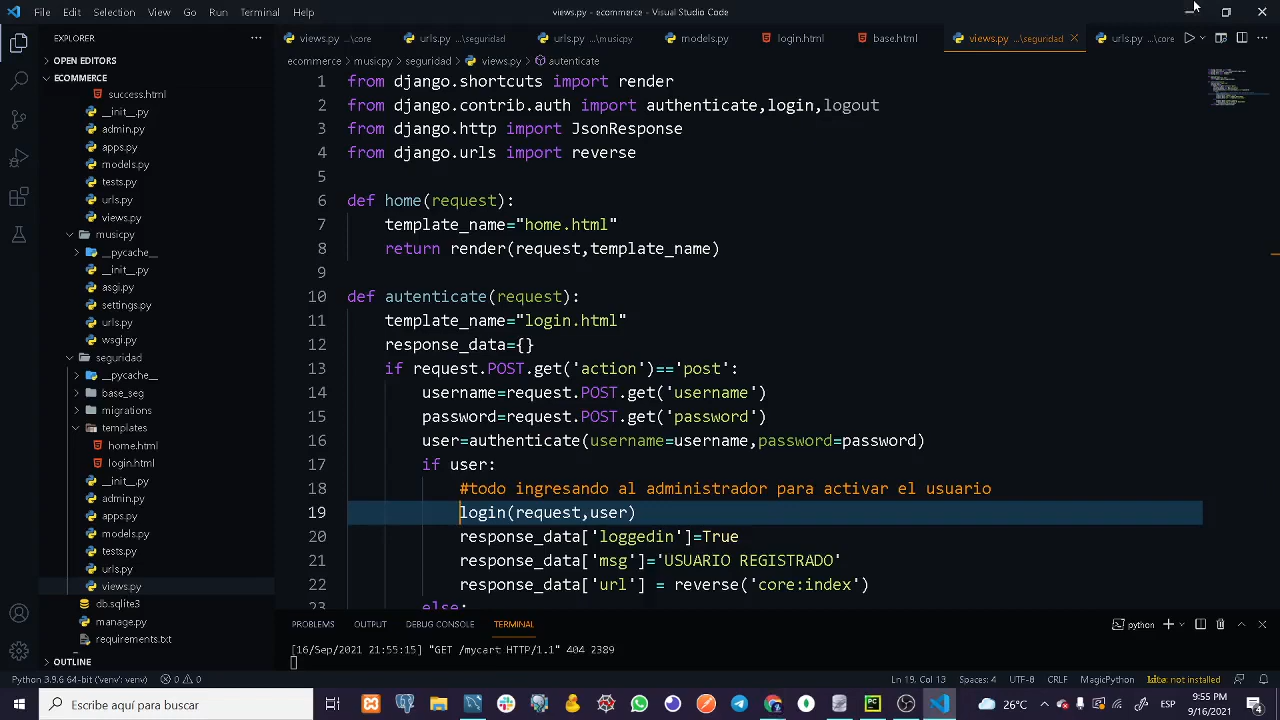 File Edit Selection View Go Run Terminal Help
views.py - ecommerce - Visual Studio Code
EXPLORER
OPEN EDITORS
ECOMMERCE
success.html
__init__.py
admin.py
apps.py
models.py
tests.py
urls.py
views.py
musicpy
__pycache__
__init__.py
asgi.py
settings.py
urls.py
wsgi.py
seguridad
__pycache__
base_seg
migrations
templates
home.html
login.html
__init__.py
admin.py
apps.py
models.py
tests.py
urls.py
views.py
db.sqlite3
manage.py
requirements.txt
OUTLINE
views.py ...\core urls.py ...\seguridad urls.py ...\musicpy models.py login.html base.html views.py ...\seguridad urls.py ...\core
ecommerce > musicpy > seguridad > views.py > autenticate
1 from django.shortcuts import render
2 from django.contrib.auth import authenticate,login,logout
3 from django.http import JsonResponse
4 from django.urls import reverse
5
6 def home(request):
7 template_name="home.html"
8 return render(request,template_name)
9
10 def autenticate(request):
11 template_name="login.html"
12 response_data={}
13 if request.POST.get('action')=='post':
14 username=request.POST.get('username')
15 password=request.POST.get('password')
16 user=authenticate(username=username,password=password)
17 if user:
18 #todo ingresando al administrador para activar el usuario
19 login(request,user)
20 response_data['loggedin']=True
21 response_data['msg']='USUARIO REGISTRADO'
22 response_data['url'] = reverse('core:index')
23 else:
PROBLEMS OUTPUT DEBUG CONSOLE TERMINAL
python
[16/Sep/2021 21:55:15] "GET /mycart HTTP/1.1" 404 2389
Python 3.9.6 64-bit ('venv': venv) 0 0
Ln 19, Col 13 Spaces: 4 UTF-8 CRLF MagicPython
Escribe aquí para buscar
26°C
ESP
9:55 PM
9/16/2021